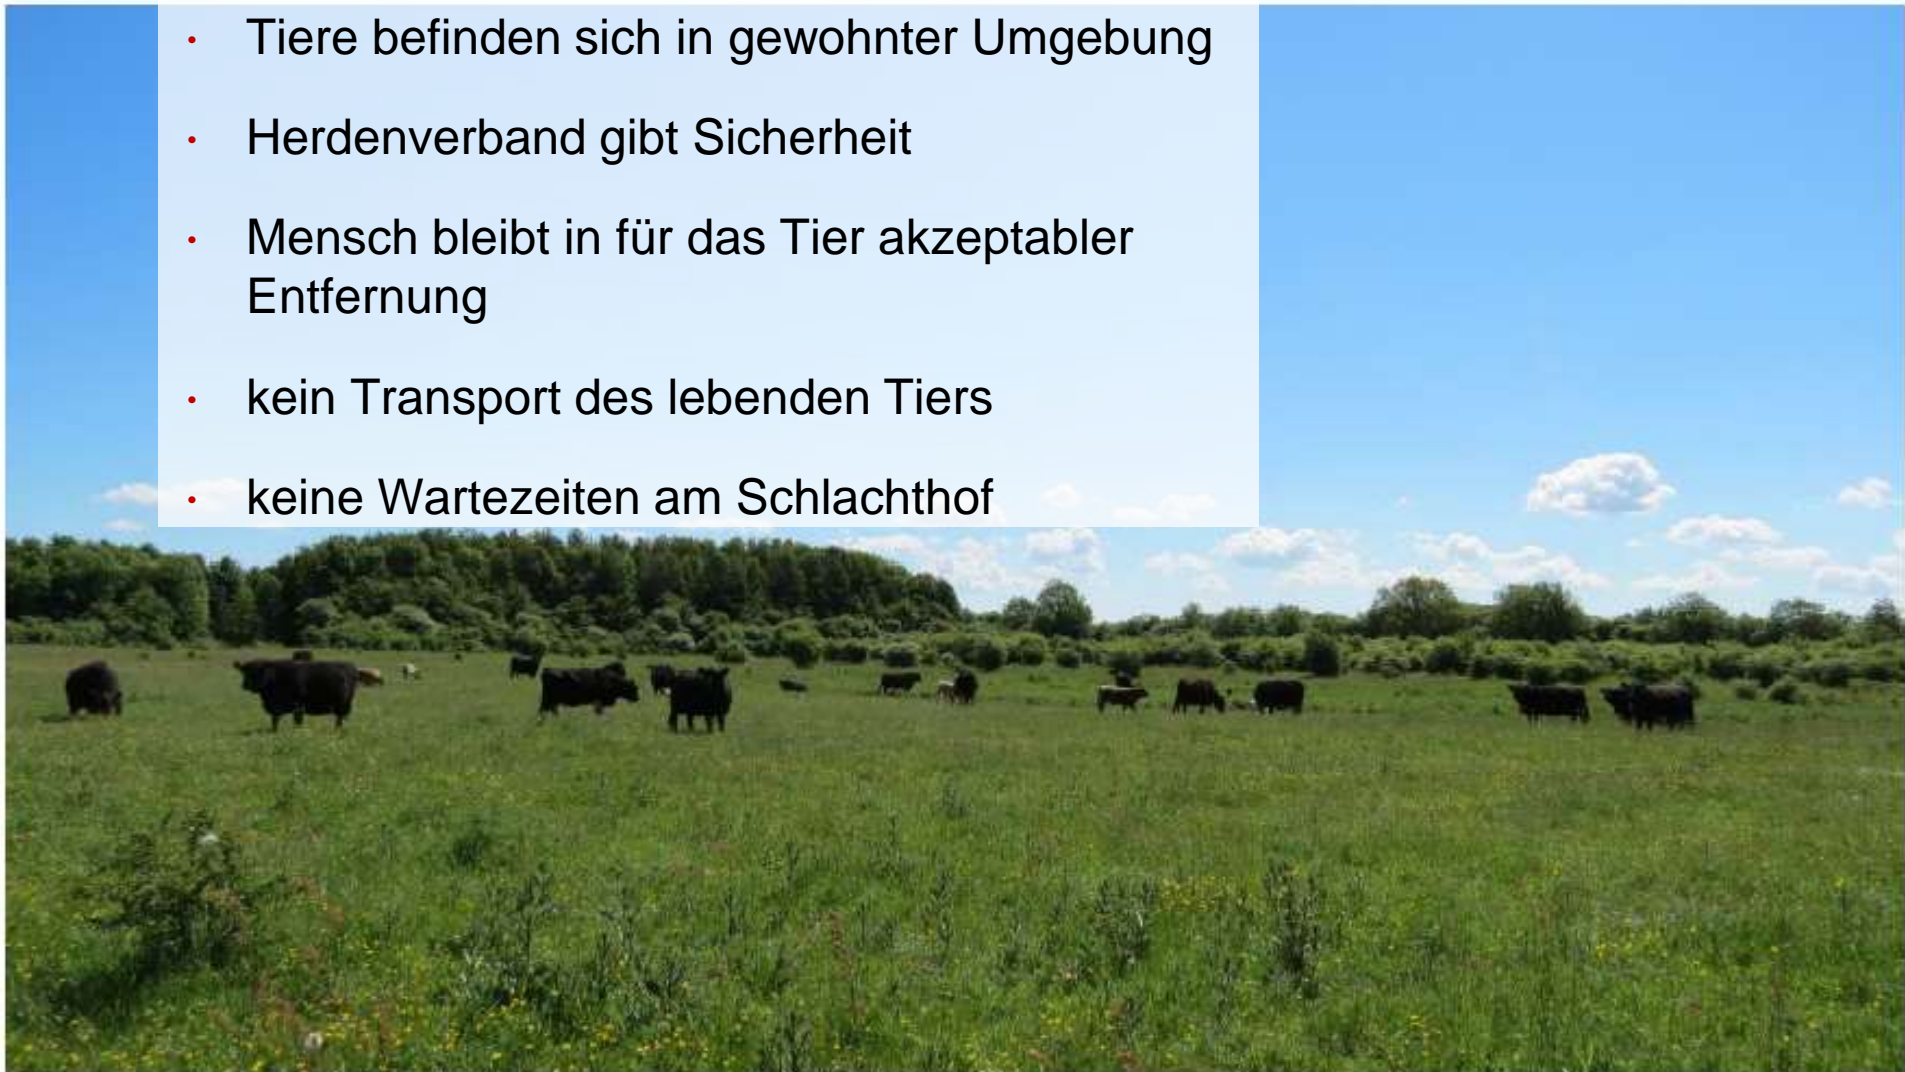 · Tiere befinden sich in gewohnter Umgebung
· Herdenverband gibt Sicherheit
· Mensch bleibt in für das Tier akzeptabler
Entfernung
· kein Transport des lebenden Tiers
· keine Wartezeiten am Schlachthof